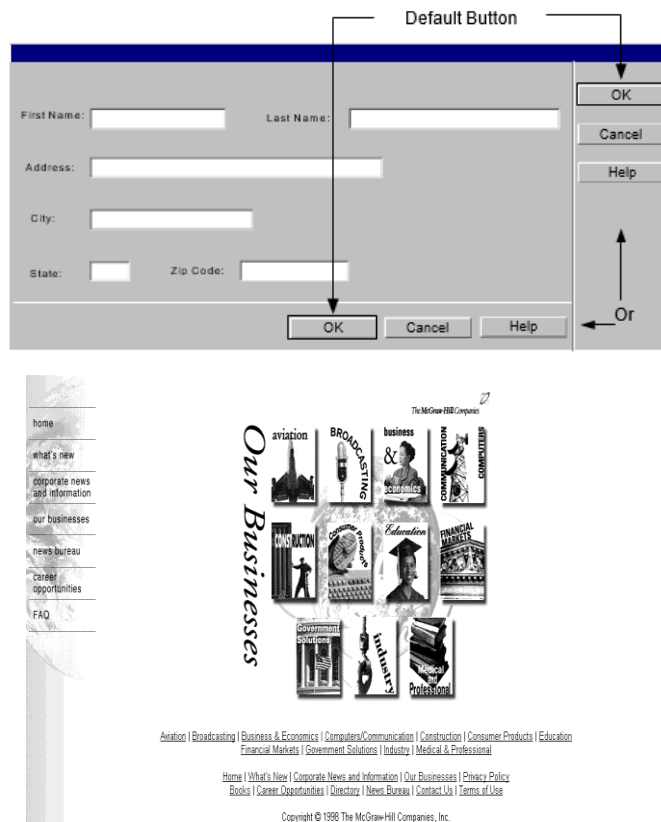 Default Button
OK
First Name:
Last Name:
Cancel
Address:
Help
City:
State:
Zip Code:
Or
OK
Cancel
Help
The McGraw-Hill Companies
home
what's new
corporate news
and information
our businesses
news bureau
career
opportunities
FAQ
Our Businesses
aviation
BROADCASTING
business
&
economics
COMMUNICATION
COMPUTERS
CONSTRUCTION
Consumer Products
Education
FINANCIAL
MARKETS
Government
Solutions
industry
Medical
and
Professional
Aviation | Broadcasting | Business & Economics | Computers/Communication | Construction | Consumer Products | Education
Financial Markets | Government Solutions | Industry | Medical & Professional
Home | What's New | Corporate News and Information | Our Businesses | Privacy Policy
Books | Career Opportunities | Directory | News Bureau | Contact Us | Terms of Use
Copyright © 1998 The McGraw-Hill Companies, Inc.